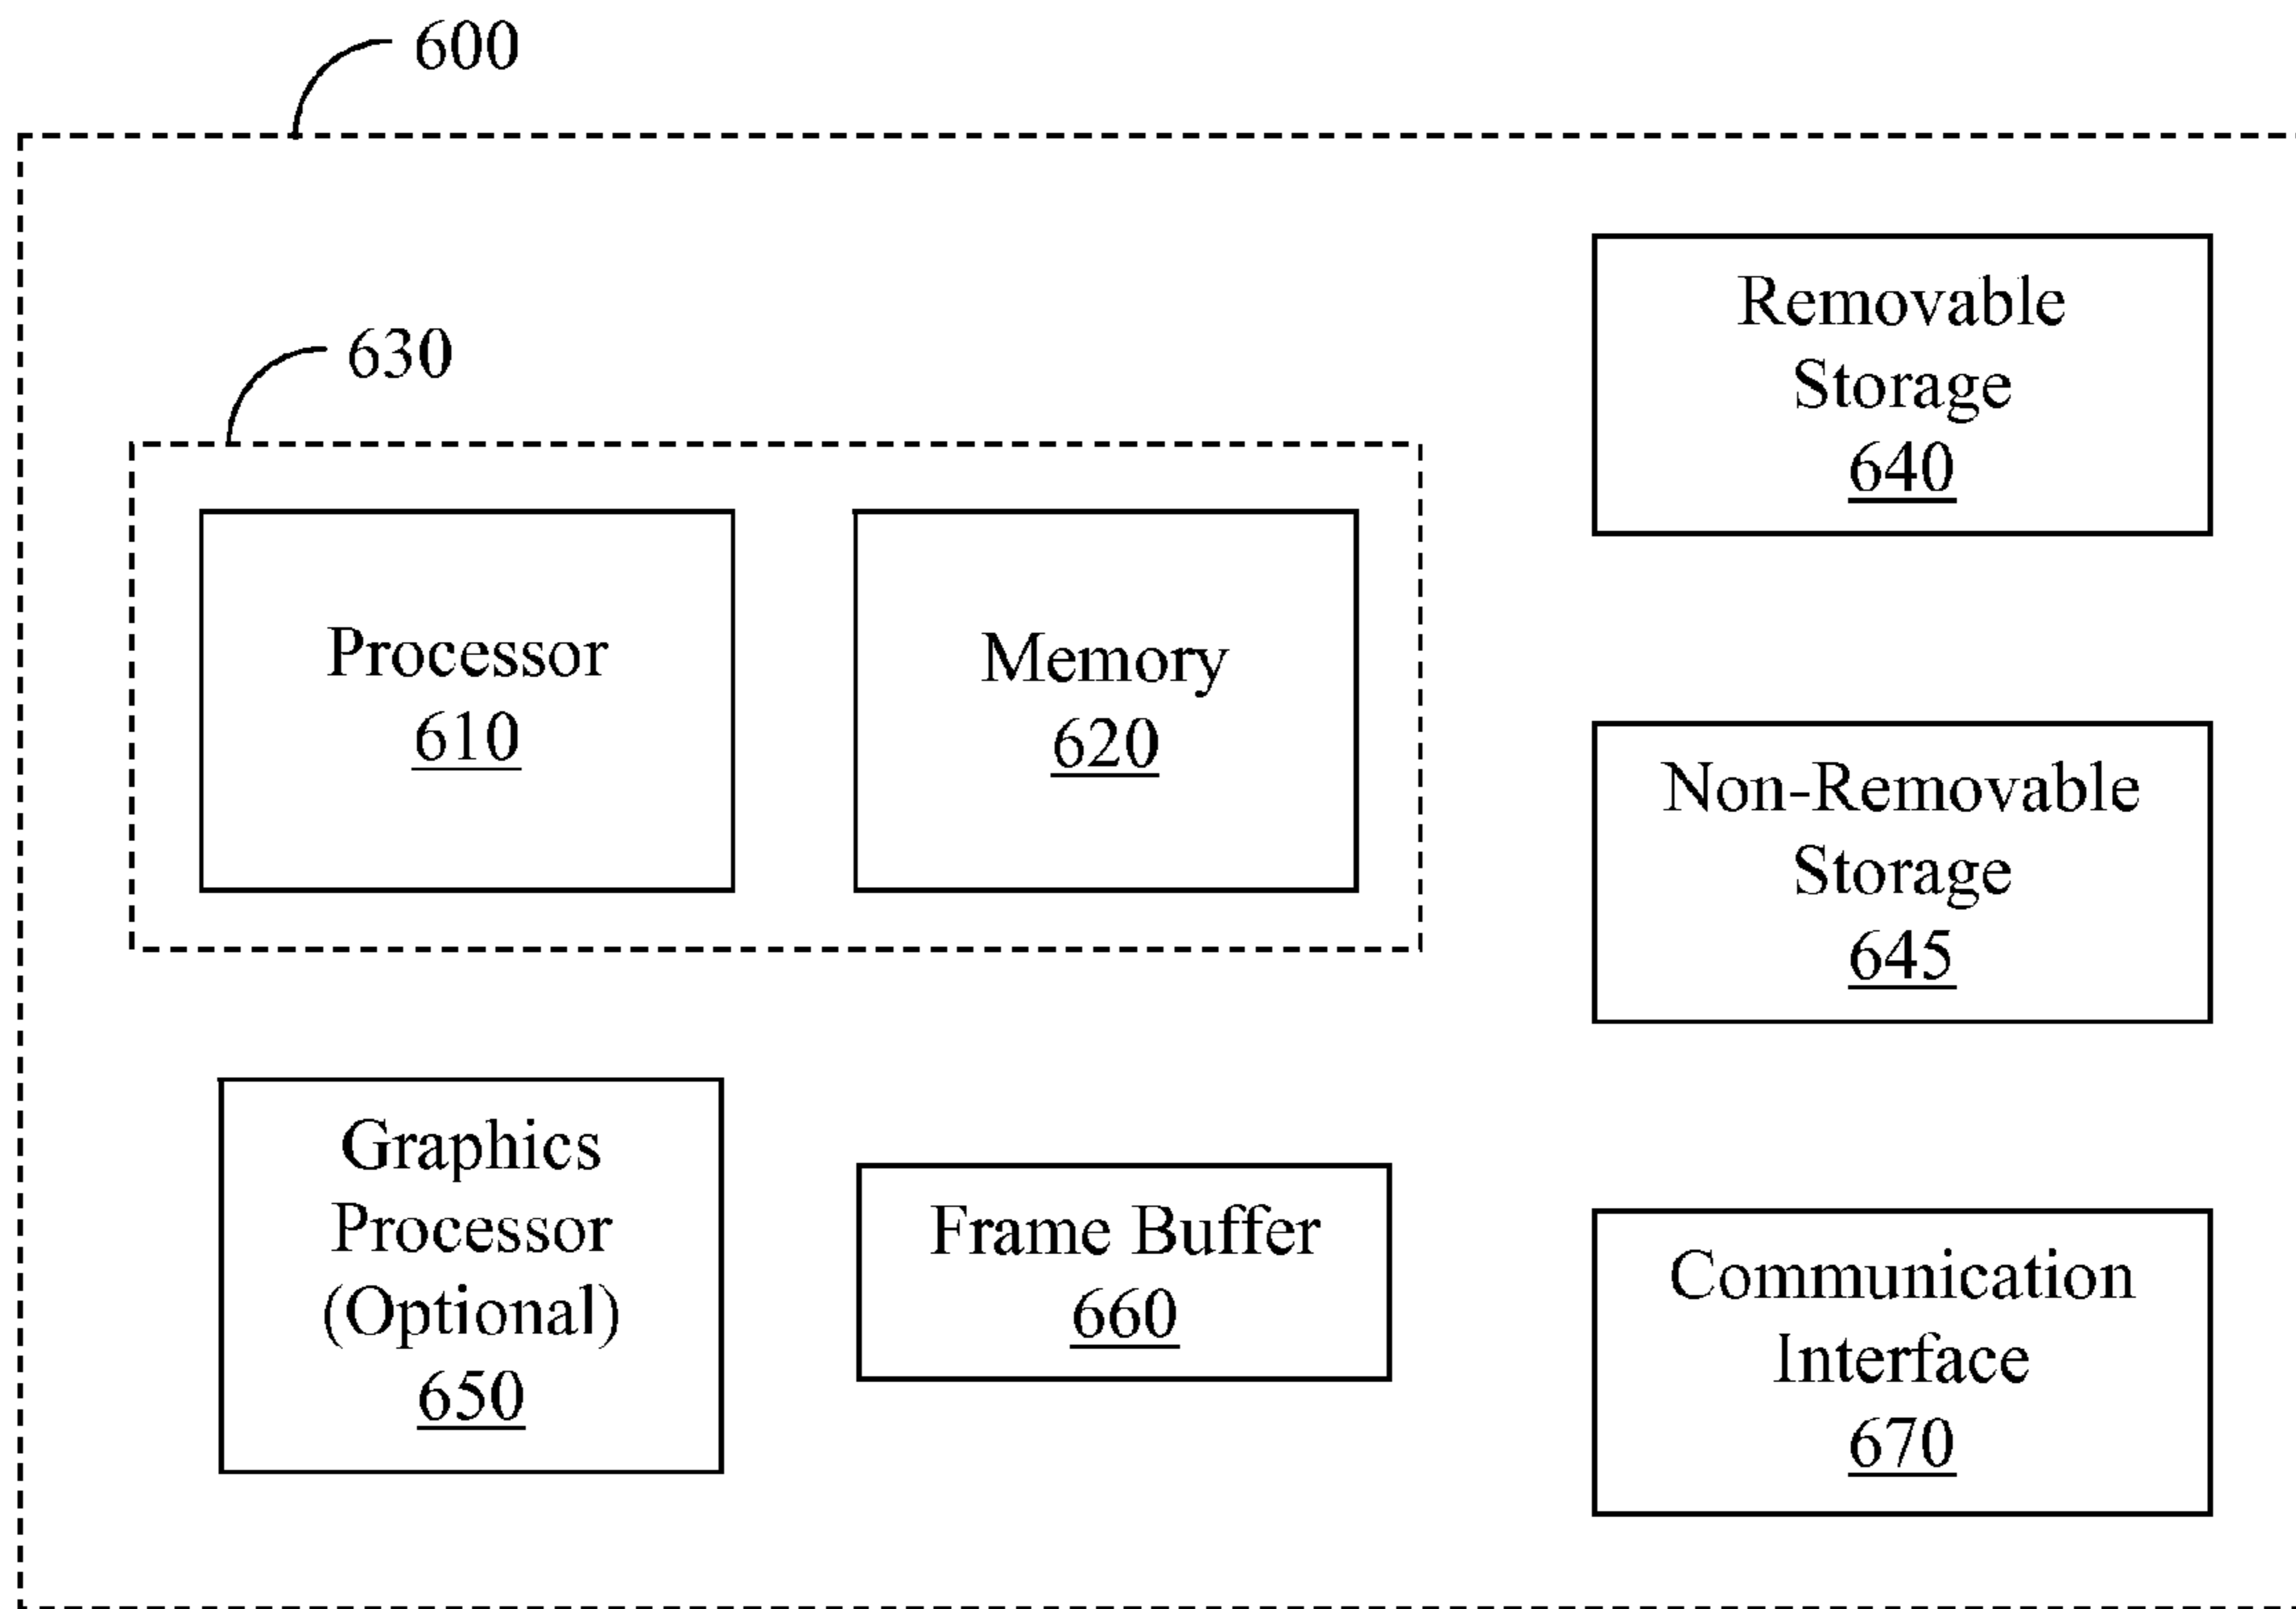 600
630
Processor
610
Memory
620
Removable
Storage
640
Non-Removable
Storage
645
Graphics
Processor
(Optional)
650
Frame Buffer
660
Communication
Interface
670